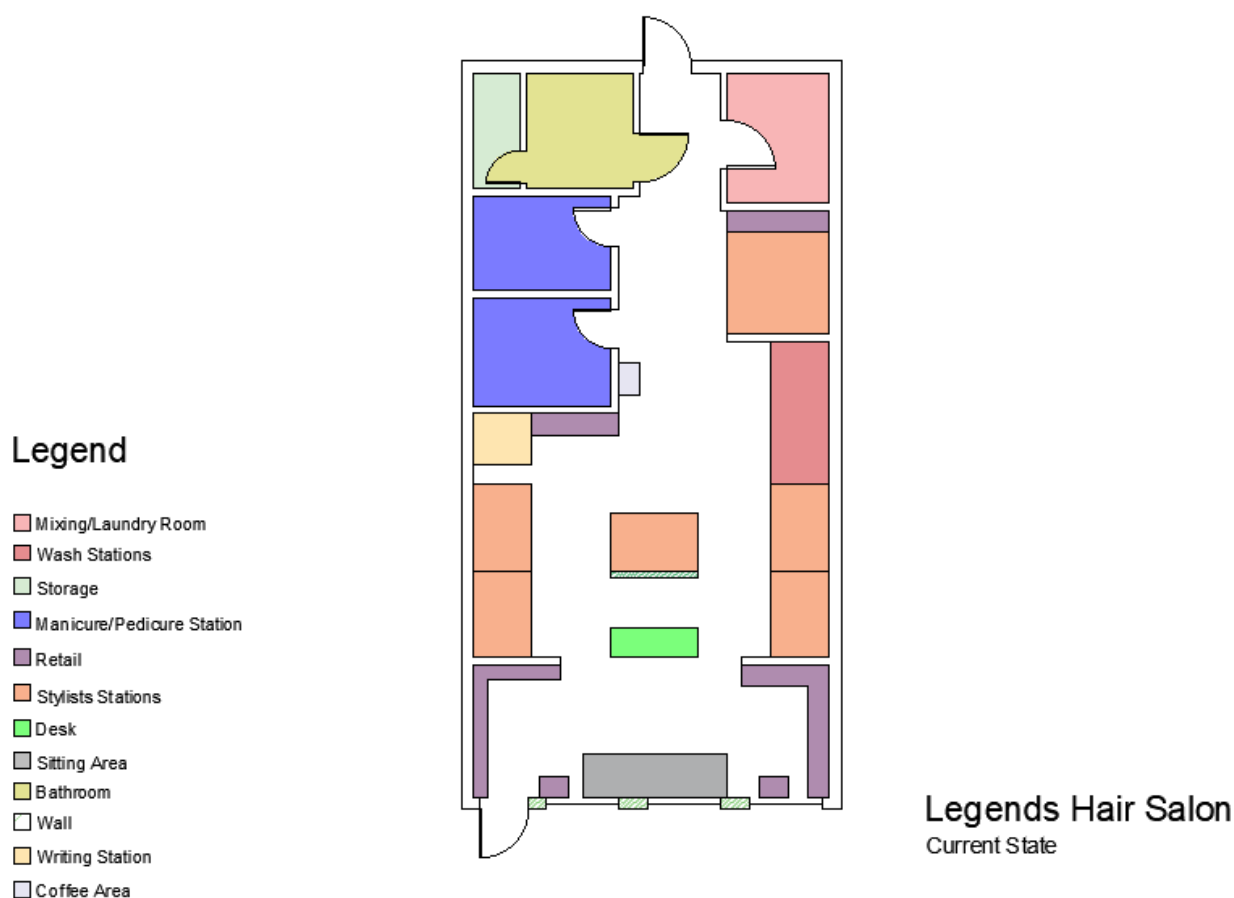 Legend
Mixing/Laundry Room
Wash Stations
Storage
Manicure/Pedicure Station
Retail
Stylists Stations
Desk
Sitting Area
Bathroom
Wall
Writing Station
Coffee Area
Legends Hair Salon
Current State